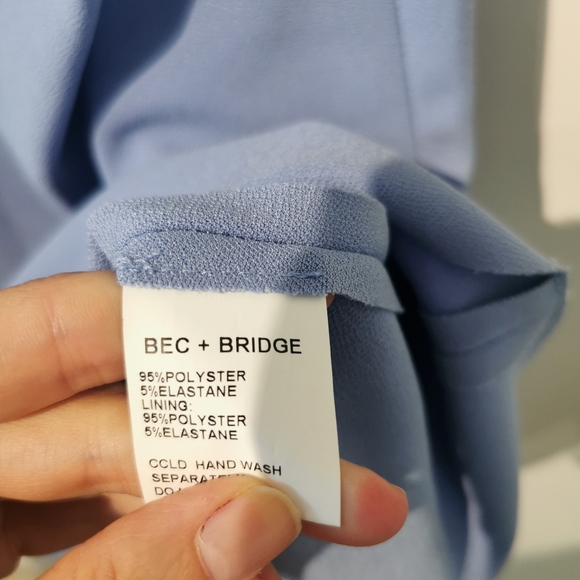 BEC + BRIDGE
95%POLYSTER
5%ELASTANE
LINING:
95%POLYSTER
5%ELASTANE
CCLD HAND WASH